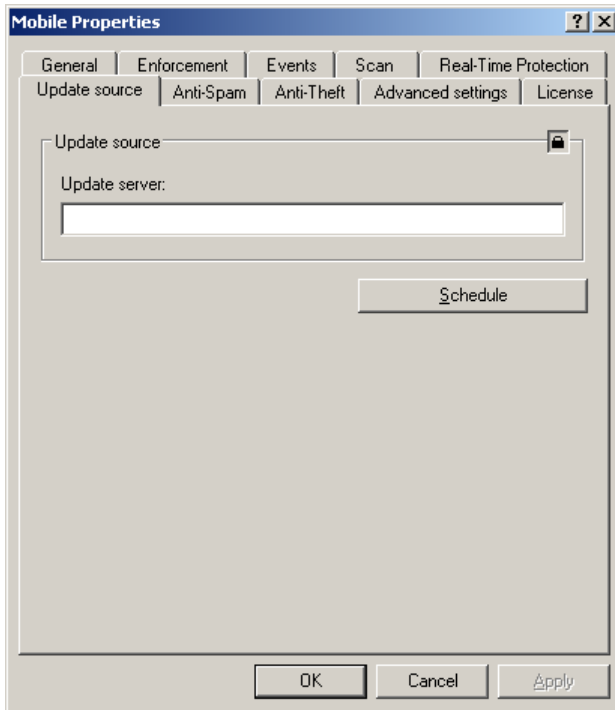 Mobile Properties
General Enforcement Events Scan Real-Time Protection
Update source Anti-Spam Anti-Theft Advanced settings License
Update source
Update server:
Schedule
OK Cancel Apply